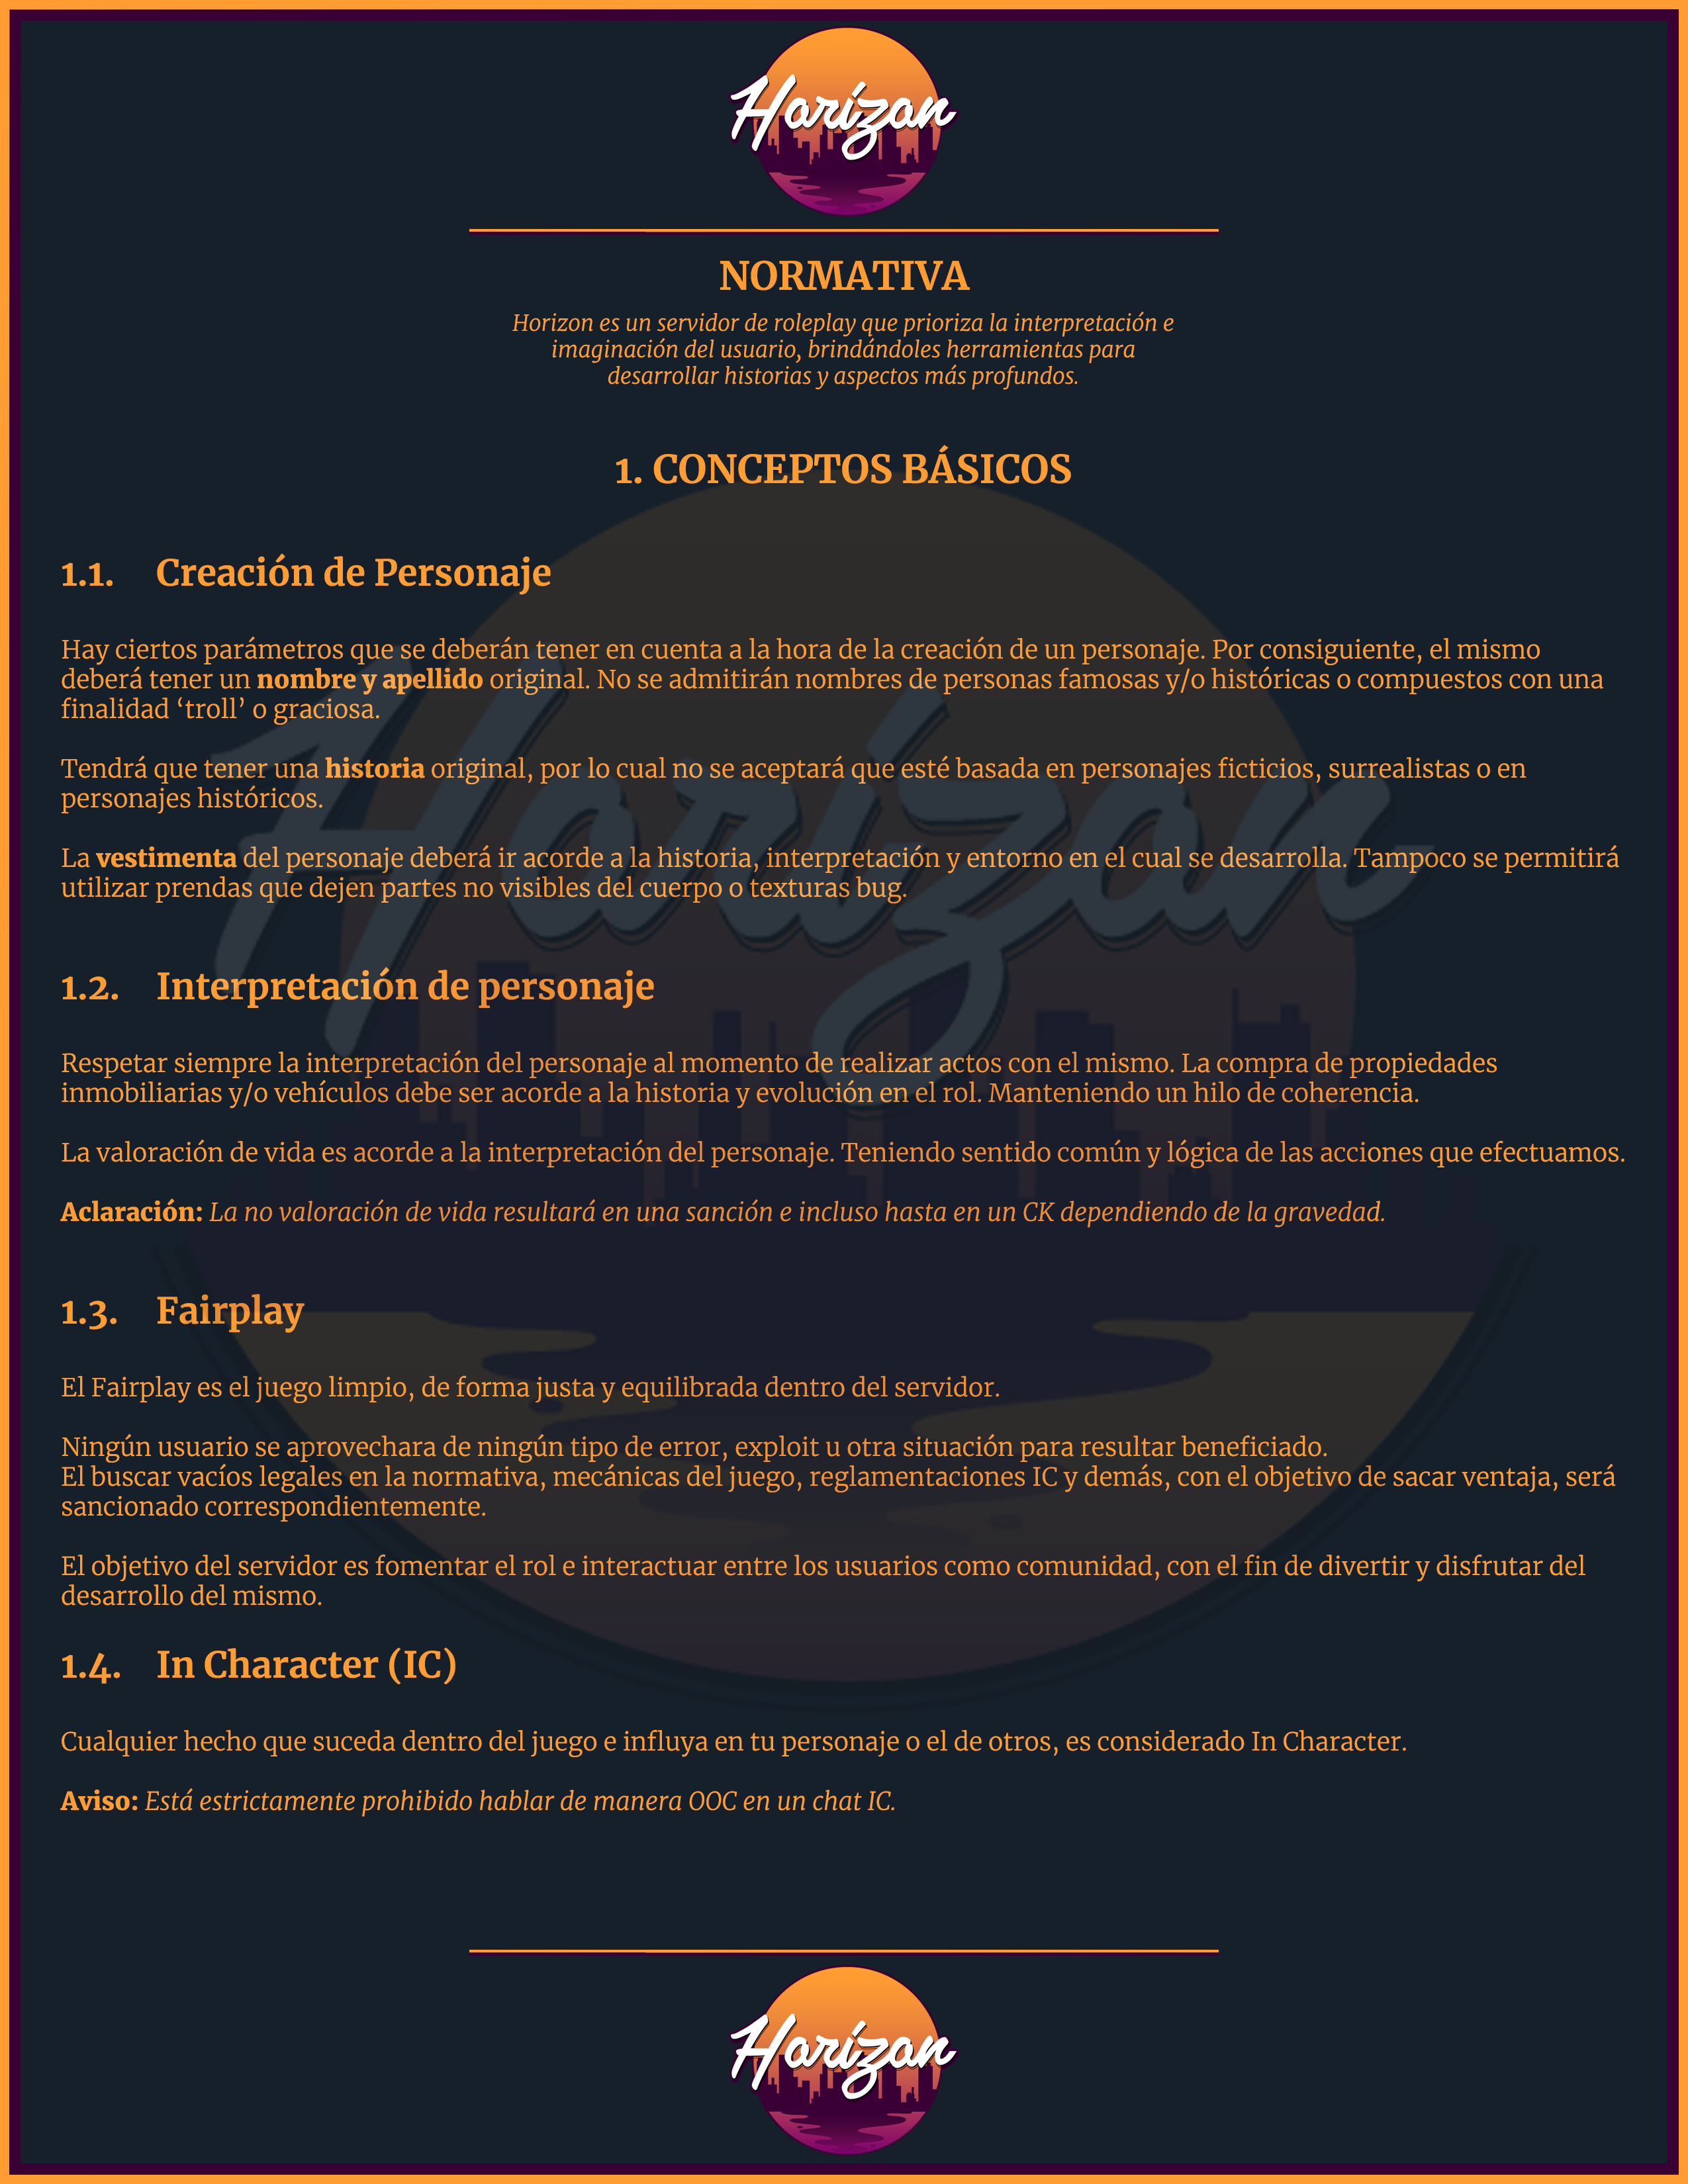 Horizon
NORMATIVA
Horizon es un servidor de roleplay que prioriza la interpretación e
imaginación del usuario, brindándoles herramientas para
desarrollar historias y aspectos más profundos.
1. CONCEPTOS BÁSICOS
1.1. Creación de Personaje
Hay ciertos parámetros que se deberán tener en cuenta a la hora de la creación de un personaje. Por consiguiente, el mismo
deberá tener un nombre y apellido original. No se admitirán nombres de personas famosas y/o históricas o compuestos con una
finalidad ‘troll’ o graciosa.
Tendrá que tener una historia original, por lo cual no se aceptará que esté basada en personajes ficticios, surrealistas o en
personajes históricos.
Horizon
La vestimenta del personaje deberá ir acorde a la historia, interpretación y entorno en el cual se desarrolla. Tampoco se permitirá
utilizar prendas que dejen partes no visibles del cuerpo o texturas bug.
1.2. Interpretación de personaje
Respetar siempre la interpretación del personaje al momento de realizar actos con el mismo. La compra de propiedades
inmobiliarias y/o vehículos debe ser acorde a la historia y evolución en el rol. Manteniendo un hilo de coherencia.
La valoración de vida es acorde a la interpretación del personaje. Teniendo sentido común y lógica de las acciones que efectuamos.
Aclaración: La no valoración de vida resultará en una sanción e incluso hasta en un CK dependiendo de la gravedad.
1.3. Fairplay
El Fairplay es el juego limpio, de forma justa y equilibrada dentro del servidor.
Ningún usuario se aprovechara de ningún tipo de error, exploit u otra situación para resultar beneficiado.
El buscar vacíos legales en la normativa, mecánicas del juego, reglamentaciones IC y demás, con el objetivo de sacar ventaja, será
sancionado correspondientemente.
El objetivo del servidor es fomentar el rol e interactuar entre los usuarios como comunidad, con el fin de divertir y disfrutar del
desarrollo del mismo.
1.4. In Character (IC)
Cualquier hecho que suceda dentro del juego e influya en tu personaje o el de otros, es considerado In Character.
Aviso: Está estrictamente prohibido hablar de manera OOC en un chat IC.
Horizon